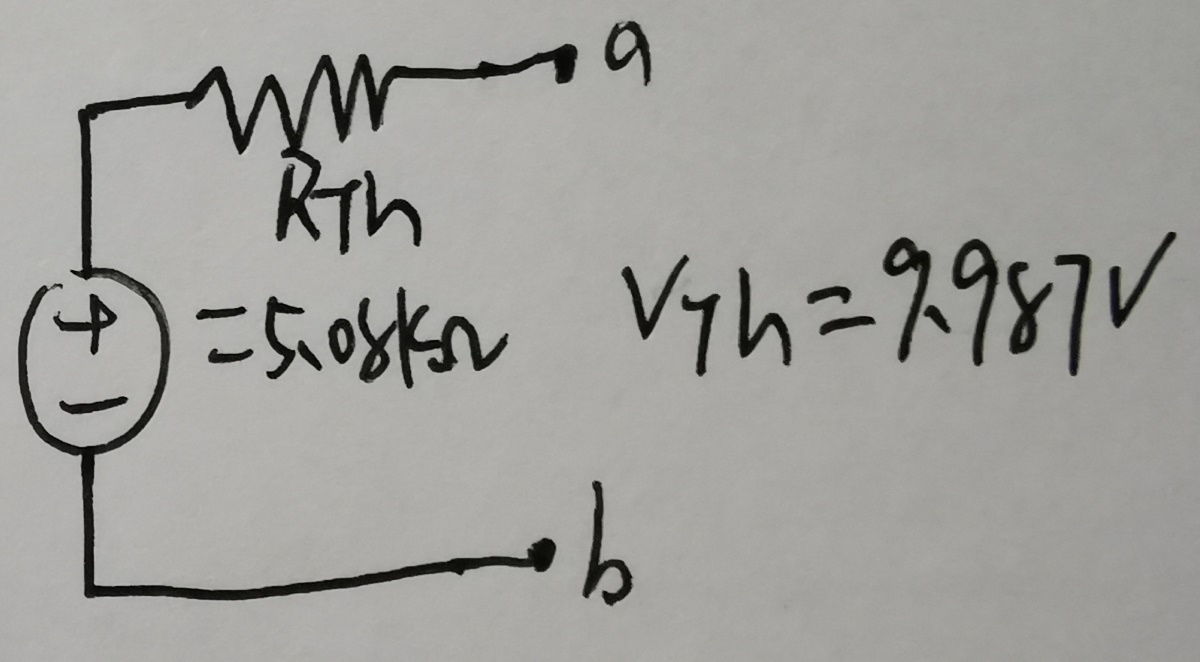 a
RTh
=5.08kΩ
VTh=9.987V
+
−
b